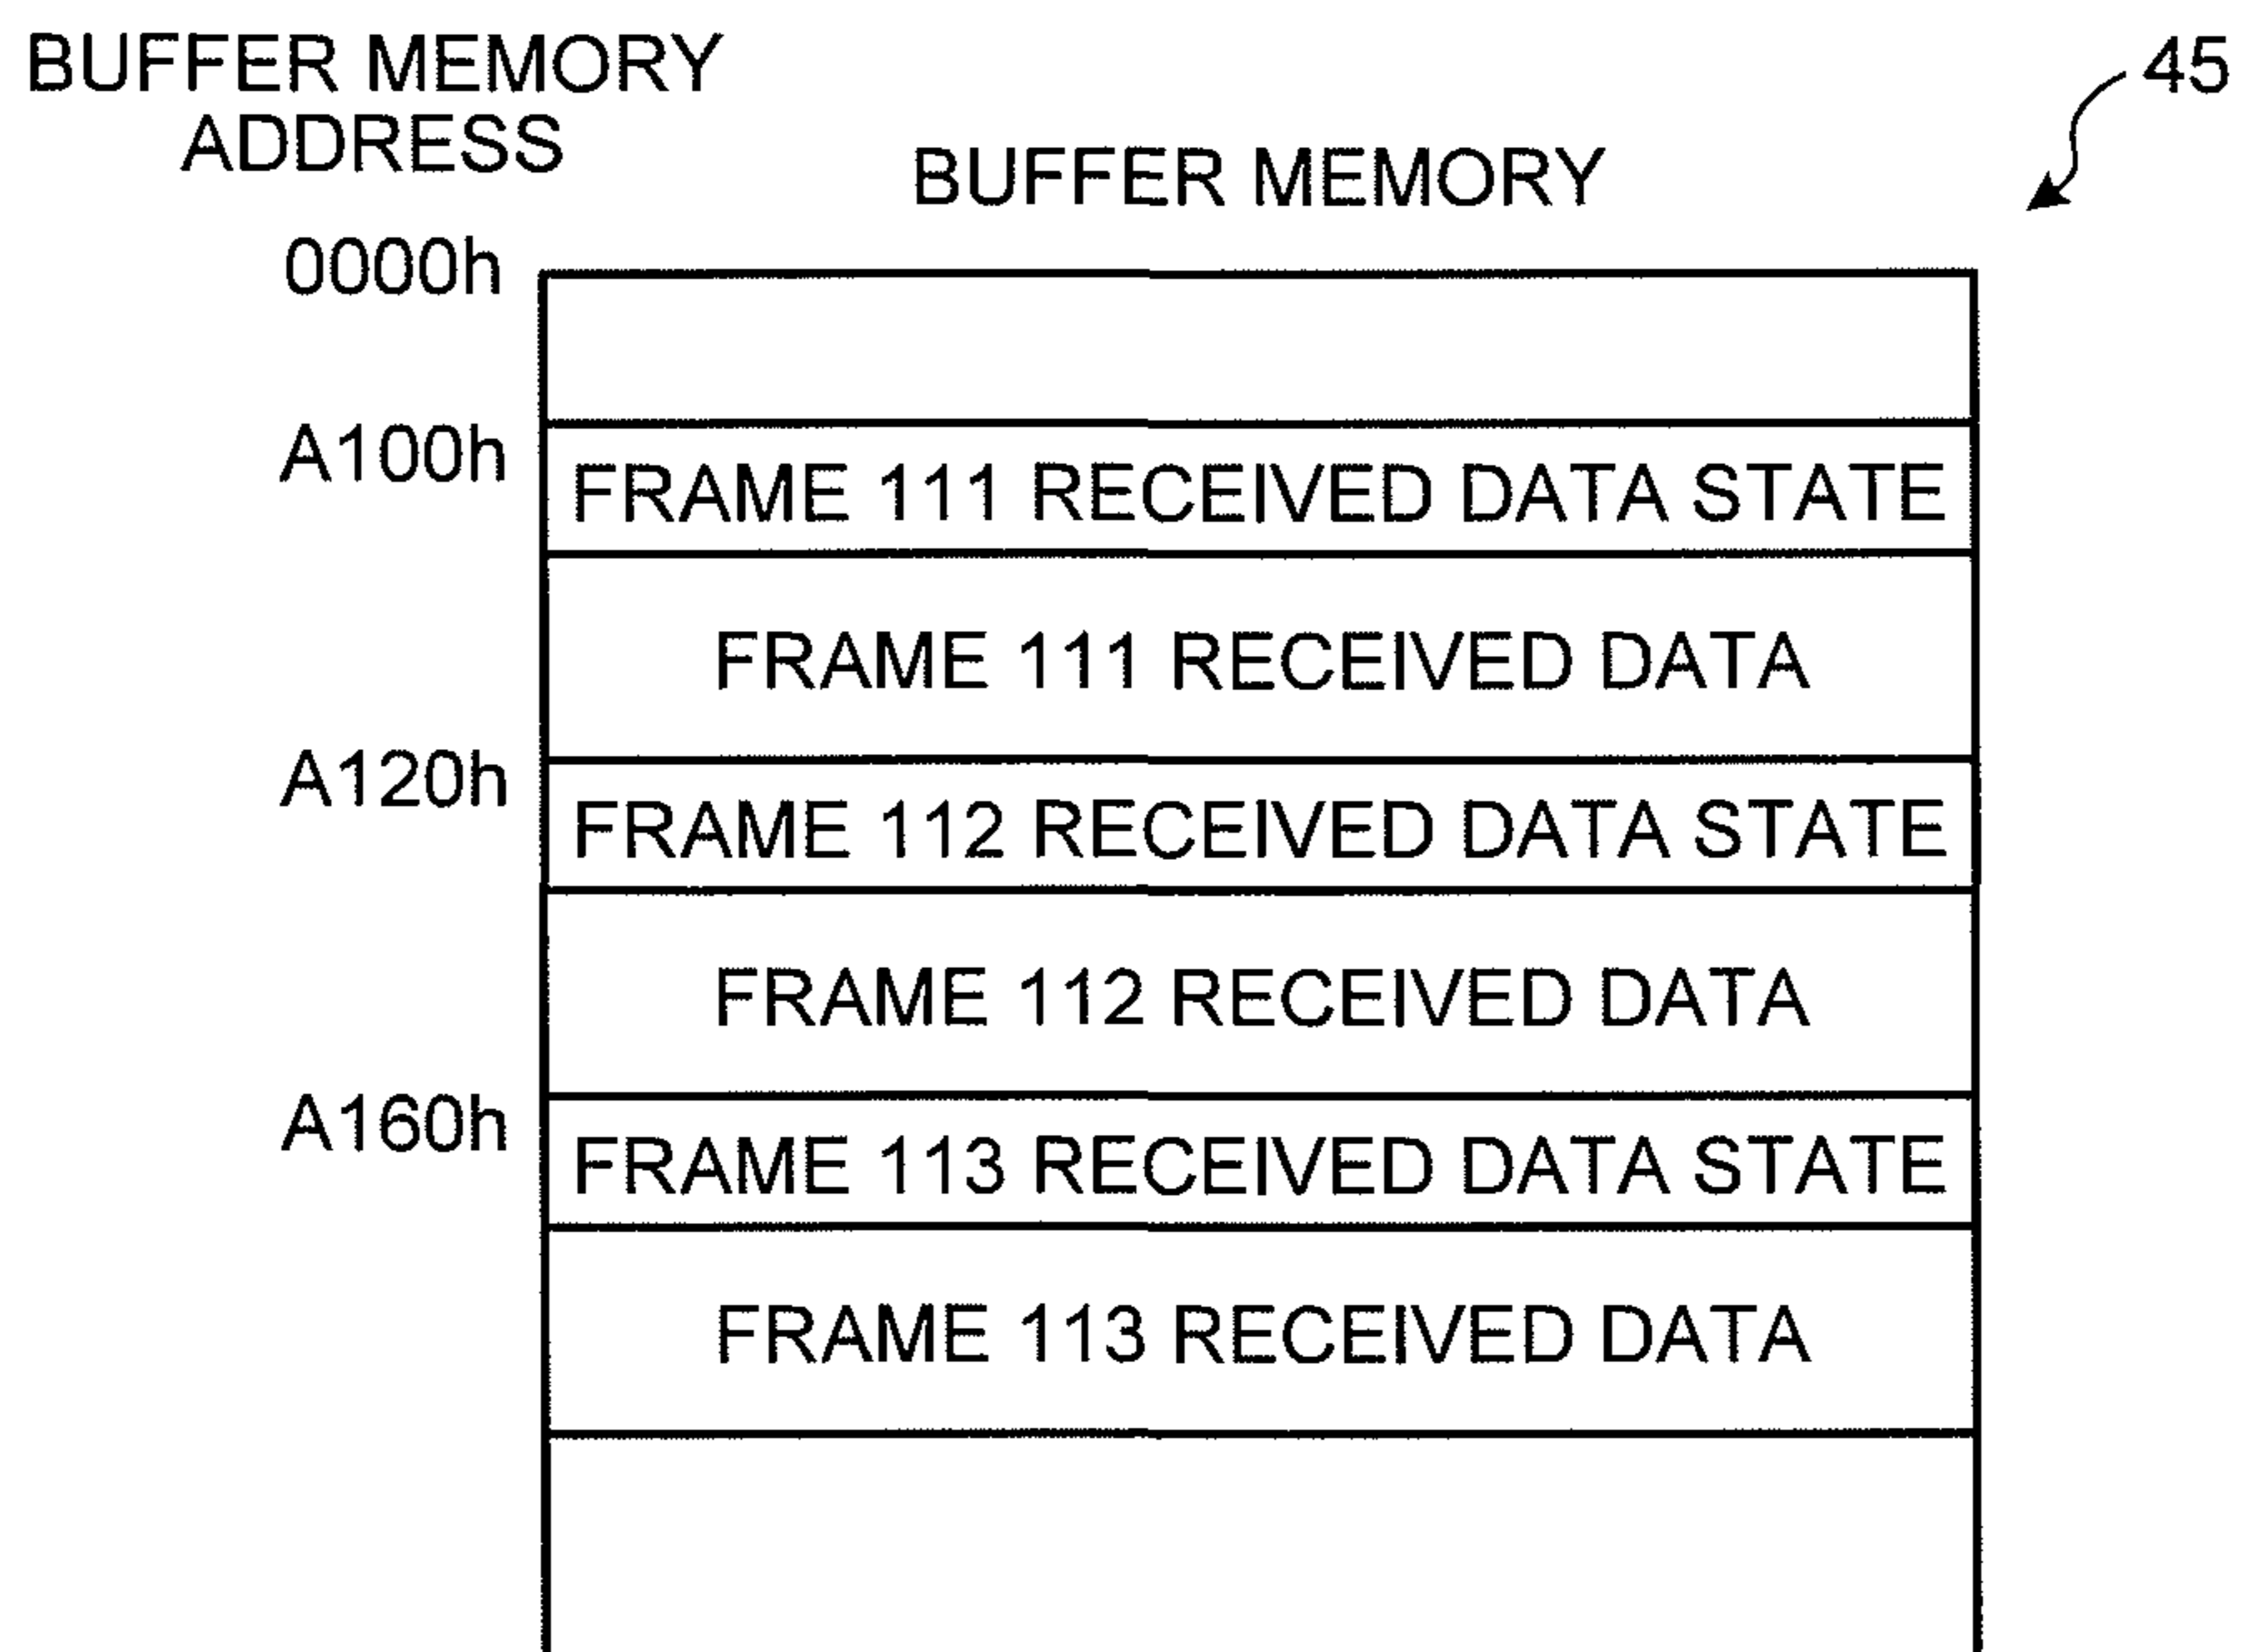 BUFFER MEMORY
ADDRESS
45
BUFFER MEMORY
0000h
A100h
FRAME 111 RECEIVED DATA STATE
FRAME 111 RECEIVED DATA
A120h
FRAME 112 RECEIVED DATA STATE
FRAME 112 RECEIVED DATA
A160h
FRAME 113 RECEIVED DATA STATE
FRAME 113 RECEIVED DATA